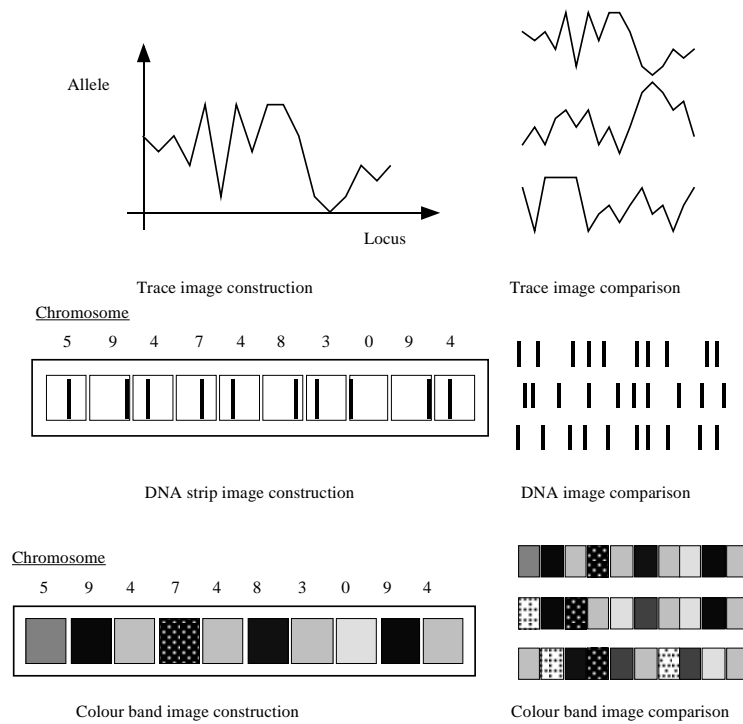 Allele
Locus
Trace image construction
Trace image comparison
Chromosome
5 9 4 7 4 8 3 0 9 4
DNA strip image construction
DNA image comparison
Chromosome
5 9 4 7 4 8 3 0 9 4
Colour band image construction
Colour band image comparison